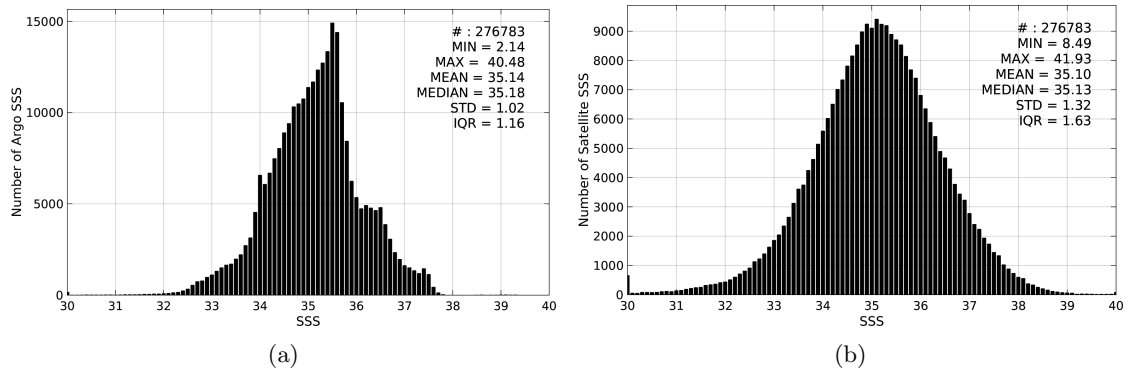 15000
10000
5000
0
Number of Argo SSS
# : 276783
MIN = 2.14
MAX = 40.48
MEAN = 35.14
MEDIAN = 35.18
STD = 1.02
IQR = 1.16
30 31 32 33 34 35 36 37 38 39 40
SSS
(a)
9000
8000
7000
6000
5000
4000
3000
2000
1000
0
Number of Satellite SSS
# : 276783
MIN = 8.49
MAX = 41.93
MEAN = 35.10
MEDIAN = 35.13
STD = 1.32
IQR = 1.63
30 31 32 33 34 35 36 37 38 39 40
SSS
(b)